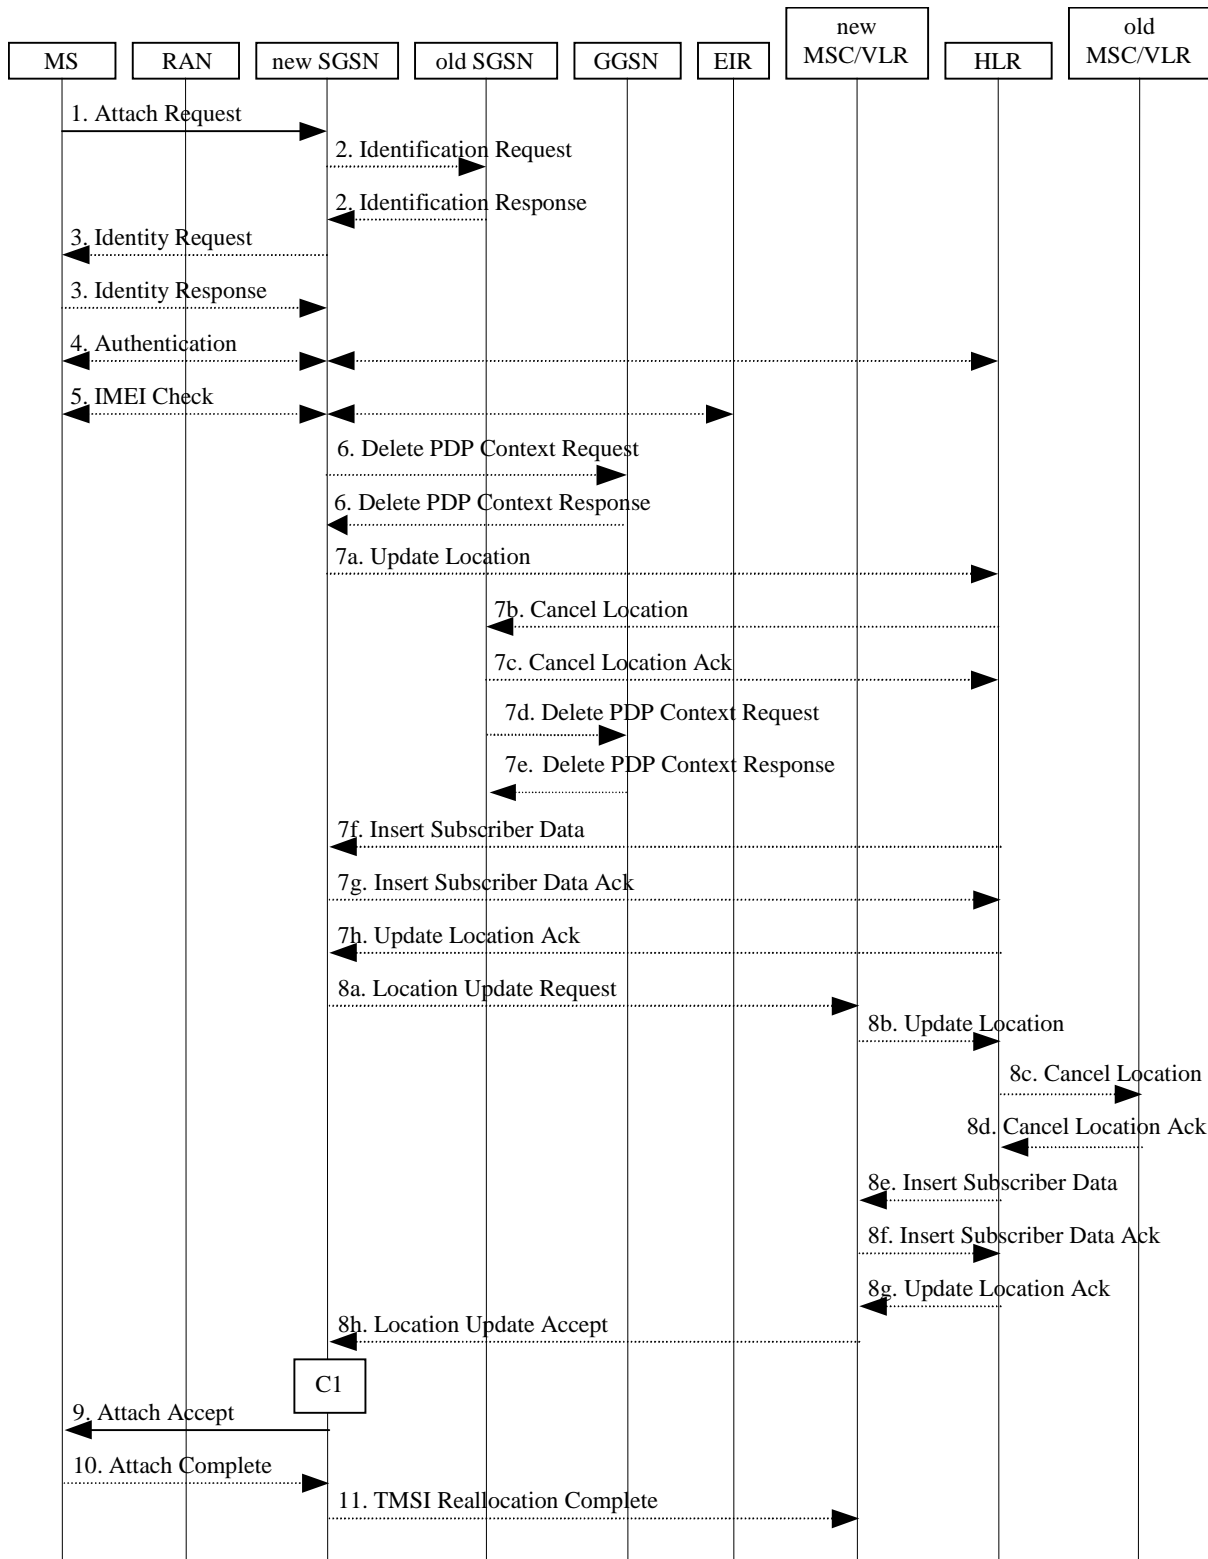 new
MSC/VLR
old
MSC/VLR
MS
RAN
new SGSN
old SGSN
GGSN
EIR
HLR
1. Attach Request
2. Identification Request
2. Identification Response
3. Identity Request
3. Identity Response
4. Authentication
5. IMEI Check
6. Delete PDP Context Request
6. Delete PDP Context Response
7a. Update Location
7b. Cancel Location
7c. Cancel Location Ack
7d. Delete PDP Context Request
7e. Delete PDP Context Response
7f. Insert Subscriber Data
7g. Insert Subscriber Data Ack
7h. Update Location Ack
8a. Location Update Request
8b. Update Location
8c. Cancel Location
8d. Cancel Location Ack
8e. Insert Subscriber Data
8f. Insert Subscriber Data Ack
8g. Update Location Ack
8h. Location Update Accept
C1
9. Attach Accept
10. Attach Complete
11. TMSI Reallocation Complete